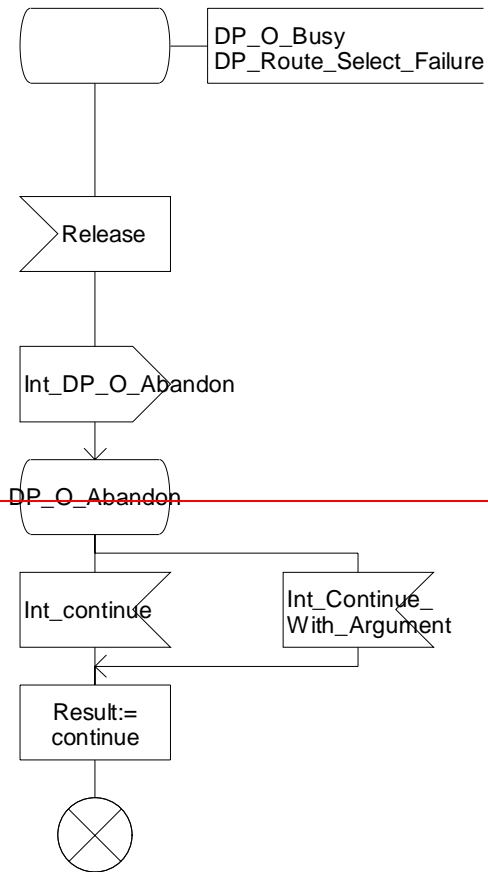 DP_O_Busy
DP_Route_Select_Failure
Release
Int_DP_O_Abandon
DP_O_Abandon
Int_continue
Int_Continue_
With_Argument
Result:=
continue